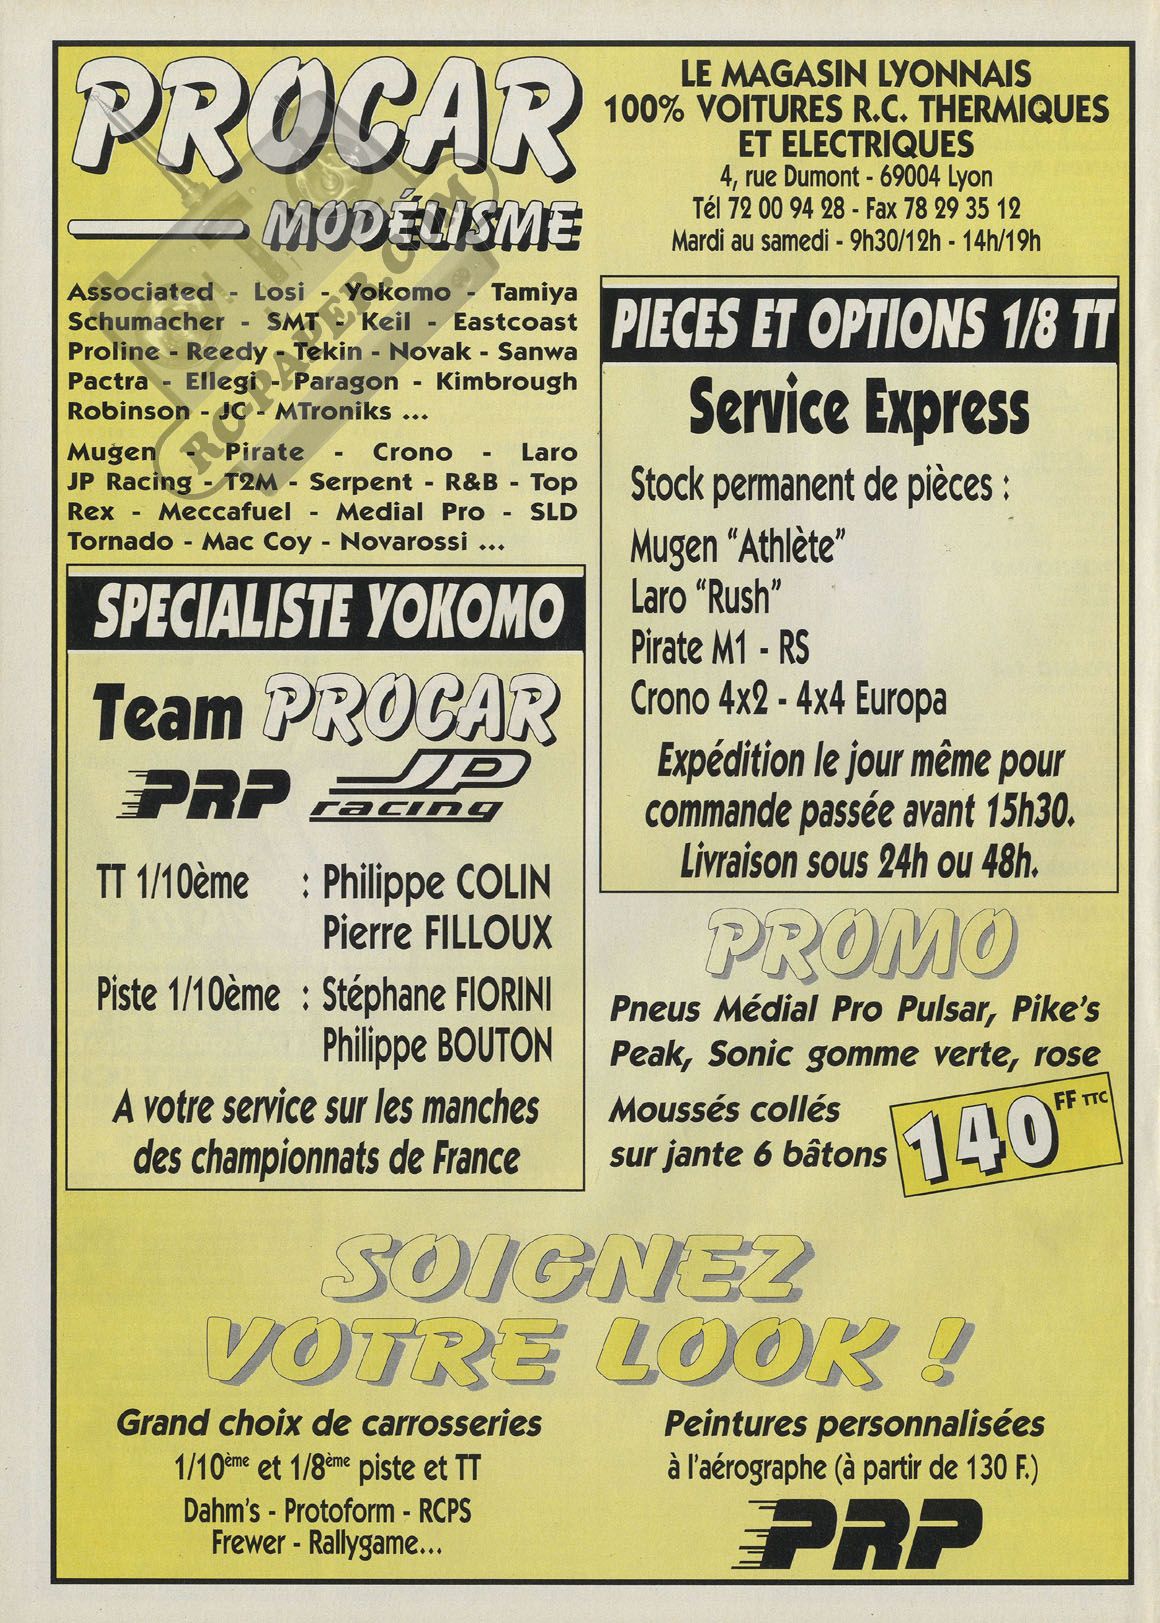 PROCAR
MODÉLISME
LE MAGASIN LYONNAIS
100% VOITURES R.C. THERMIQUES
ET ELECTRIQUES
4, rue Dumont - 69004 Lyon
Tél 72 00 94 28 - Fax 78 29 35 12
Mardi au samedi - 9h30/12h - 14h/19h
Associated - Losi - Yokomo - Tamiya
Schumacher - SMT - Keil - Eastcoast
Proline - Reedy - Tekin - Novak - Sanwa
Pactra - Ellegi - Paragon - Kimbrough
Robinson - JC - MTroniks ...
Mugen - Pirate - Crono - Laro
JP Racing - T2M - Serpent - R&B - Top
Rex - Meccafuel - Medial Pro - SLD
Tornado - Mac Coy - Novarossi ...
RC-PAPER.COM
SPECIALISTE YOKOMO
Team PROCAR
PRP JP racing
TT 1/10ème : Philippe COLIN
Pierre FILLOUX
Piste 1/10ème : Stéphane FIORINI
Philippe BOUTON
A votre service sur les manches
des championnats de France
PIECES ET OPTIONS 1/8 TT
Service Express
Stock permanent de pièces :
Mugen "Athlète"
Laro "Rush"
Pirate M1 - RS
Crono 4x2 - 4x4 Europa
Expédition le jour même pour
commande passée avant 15h30.
Livraison sous 24h ou 48h.
PROMO
Pneus Médial Pro Pulsar, Pike's
Peak, Sonic gomme verte, rose
Moussés collés
sur jante 6 bâtons
140 FF TTC
SOIGNEZ
VOTRE LOOK !
Grand choix de carrosseries
1/10ème et 1/8ème piste et TT
Dahm's - Protoform - RCPS
Frewer - Rallygame...
Peintures personnalisées
à l'aérographe (à partir de 130 F.)
PRP